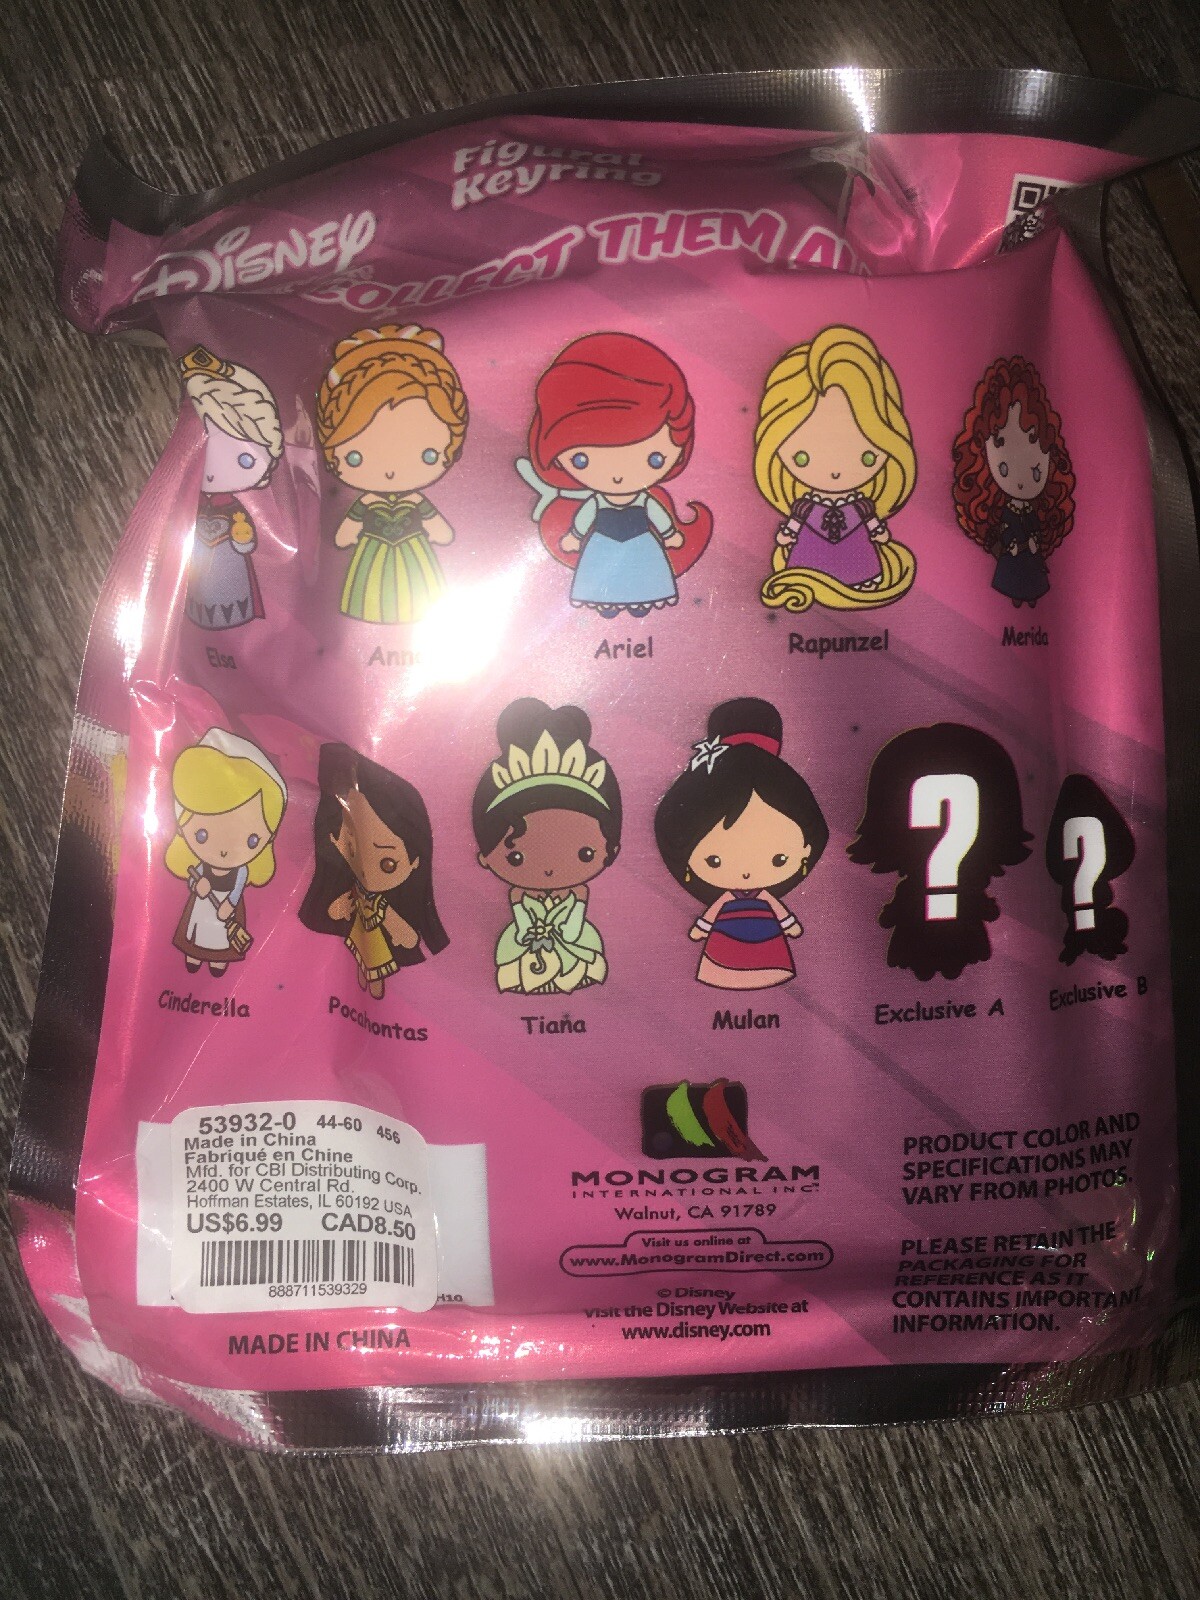 Figural
Keyring
Disney
COLLECT THEM
Elsa
Ariel
Rapunzel
Merida
Cinderella
Pocahontas
Tiana
Mulan
?
Exclusive A
?
Exclusive B
53932-0 44-60 456
Made in China
Fabriqué en Chine
Mfd. for CBI Distributing Corp.
2400 W Central Rd.
Hoffman Estates, IL 60192 USA
US$6.99 CAD8.50
888711539329
MADE IN CHINA
MONOGRAM
INTERNATIONAL INC.
Walnut, CA 91789
Visit us online at
www.MonogramDirect.com
© Disney
Visit the Disney Website at
www.disney.com
PRODUCT COLOR AND
SPECIFICATIONS MAY
VARY FROM PHOTOS.
PLEASE RETAIN THE
PACKAGING FOR
REFERENCE AS IT
CONTAINS IMPORTANT
INFORMATION.